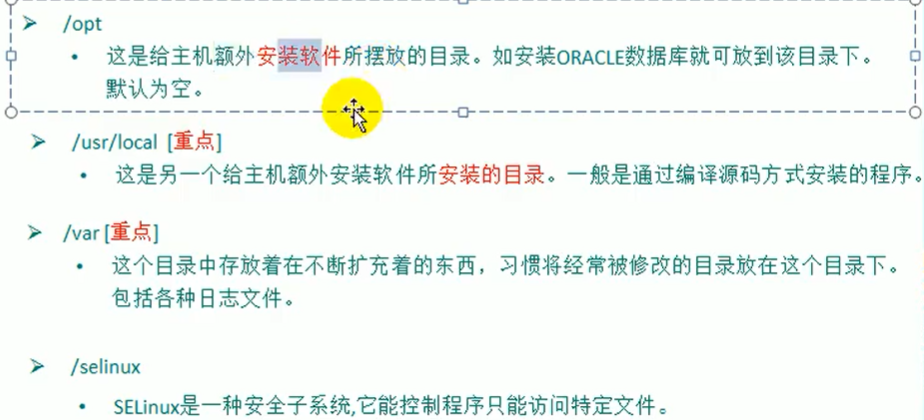 /opt
这是给主机额外安装软件所摆放的目录。如安装ORACLE数据库就可放到该目录下。
默认为空。
/usr/local [重点]
这是另一个给主机额外安装软件所安装的目录。一般是通过编译源码方式安装的程序。
/var [重点]
这个目录中存放着在不断扩充着的东西，习惯将经常被修改的目录放在这个目录下。
包括各种日志文件。
/selinux
SELinux是一种安全子系统,它能控制程序只能访问特定文件。